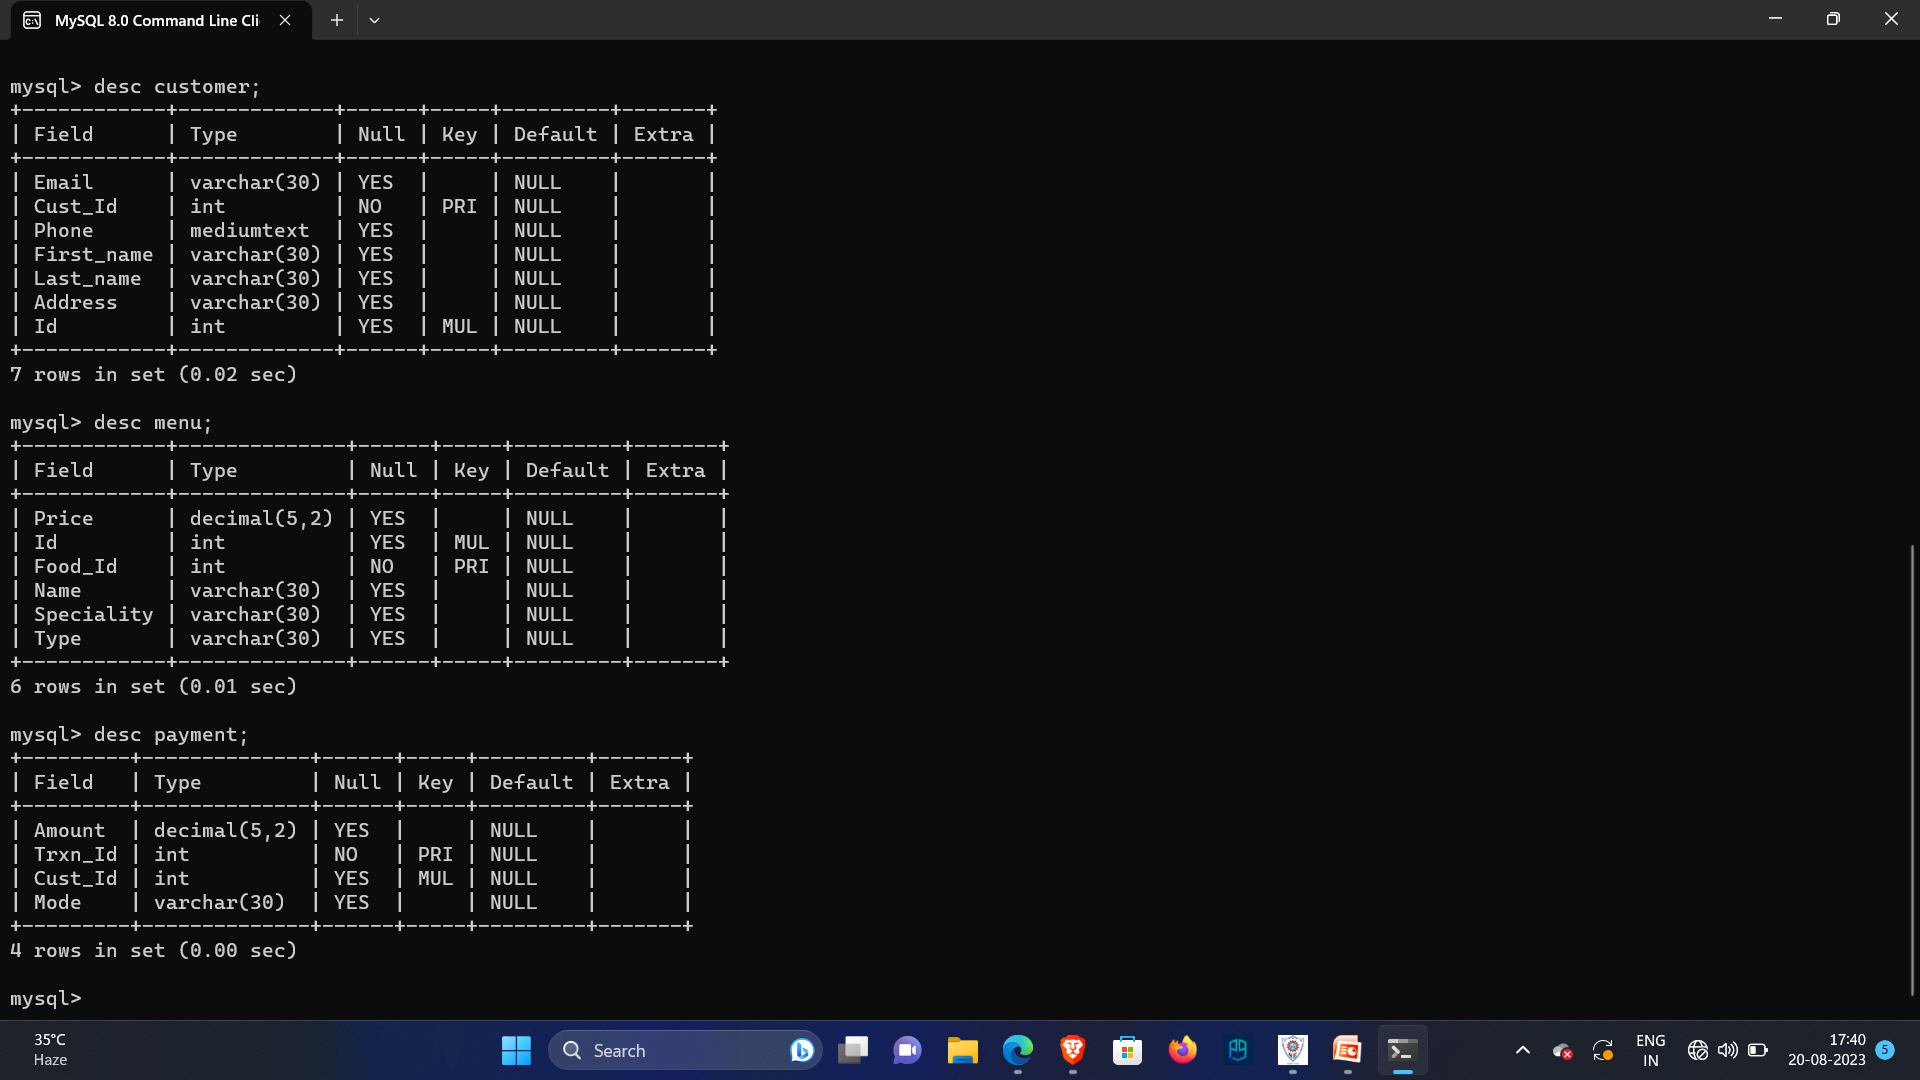 MySQL 8.0 Command Line Cli
mysql> desc customer;
+------------+-------------+------+-----+---------+-------+
| Field      | Type        | Null | Key | Default | Extra |
+------------+-------------+------+-----+---------+-------+
| Email      | varchar(30) | YES  |     | NULL    |       |
| Cust_Id    | int         | NO   | PRI | NULL    |       |
| Phone      | mediumtext  | YES  |     | NULL    |       |
| First_name | varchar(30) | YES  |     | NULL    |       |
| Last_name  | varchar(30) | YES  |     | NULL    |       |
| Address    | varchar(30) | YES  |     | NULL    |       |
| Id         | int         | YES  | MUL | NULL    |       |
+------------+-------------+------+-----+---------+-------+
7 rows in set (0.02 sec)
mysql> desc menu;
+------------+--------------+------+-----+---------+-------+
| Field      | Type         | Null | Key | Default | Extra |
+------------+--------------+------+-----+---------+-------+
| Price      | decimal(5,2) | YES  |     | NULL    |       |
| Id         | int          | YES  | MUL | NULL    |       |
| Food_Id    | int          | NO   | PRI | NULL    |       |
| Name       | varchar(30)  | YES  |     | NULL    |       |
| Speciality | varchar(30)  | YES  |     | NULL    |       |
| Type       | varchar(30)  | YES  |     | NULL    |       |
+------------+--------------+------+-----+---------+-------+
6 rows in set (0.01 sec)
mysql> desc payment;
+---------+--------------+------+-----+---------+-------+
| Field   | Type         | Null | Key | Default | Extra |
+---------+--------------+------+-----+---------+-------+
| Amount  | decimal(5,2) | YES  |     | NULL    |       |
| Trxn_Id | int          | NO   | PRI | NULL    |       |
| Cust_Id | int          | YES  | MUL | NULL    |       |
| Mode    | varchar(30)  | YES  |     | NULL    |       |
+---------+--------------+------+-----+---------+-------+
4 rows in set (0.00 sec)
mysql>
35°C
Haze
Search
ENG
IN
17:40
20-08-2023
5